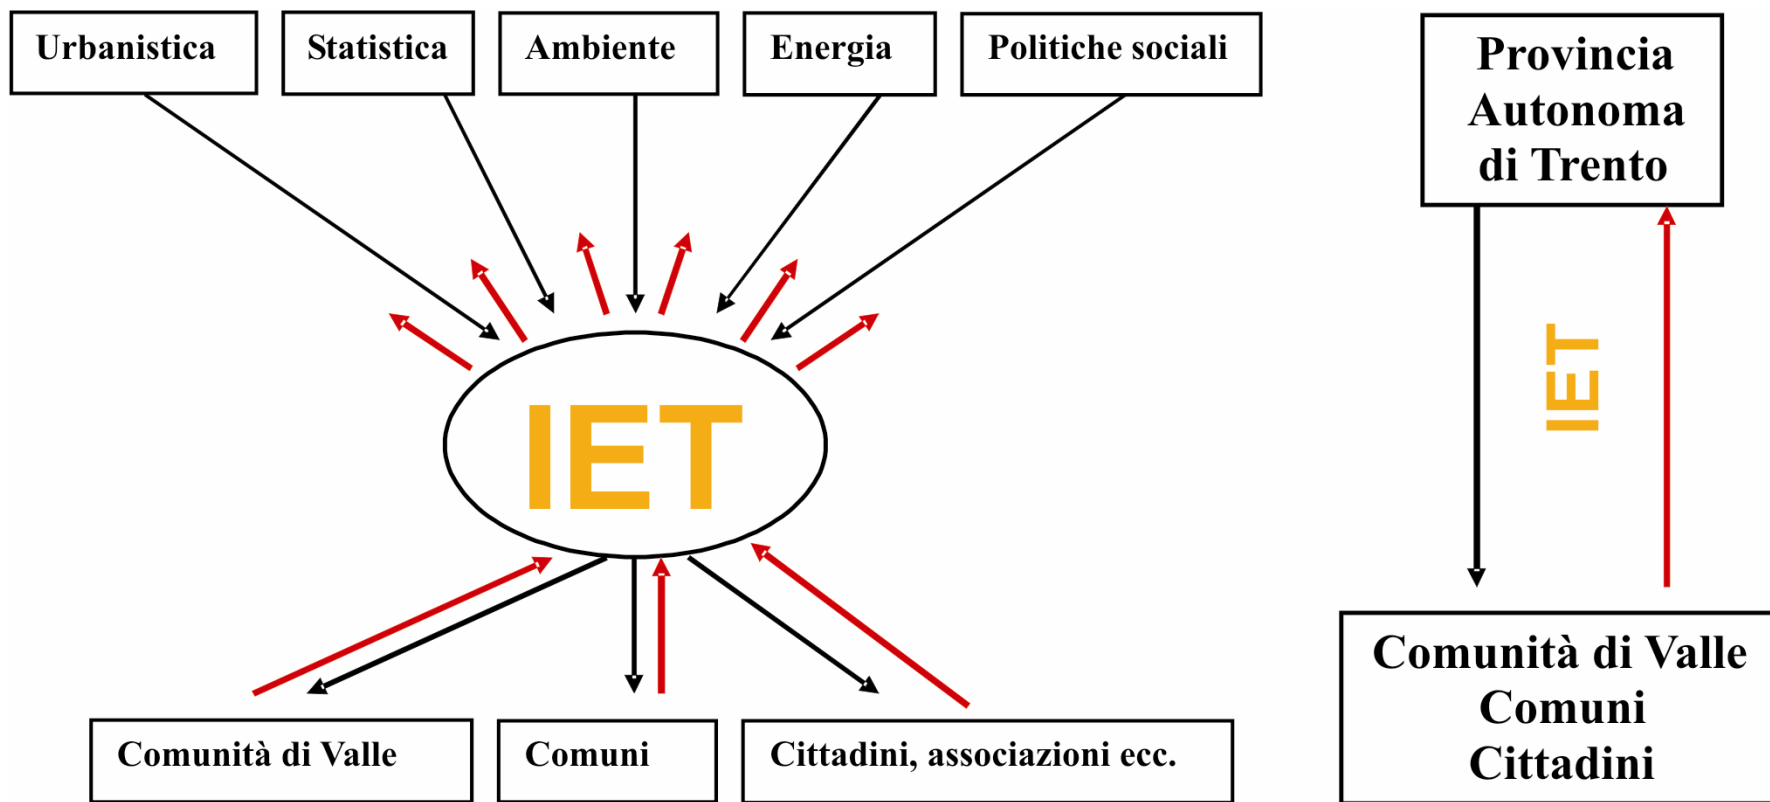 Urbanistica
Statistica
Ambiente
Energia
Politiche sociali
IET
Comunità di Valle
Comuni
Cittadini, associazioni ecc.
Provincia
Autonoma
di Trento
IET
Comunità di Valle
Comuni
Cittadini